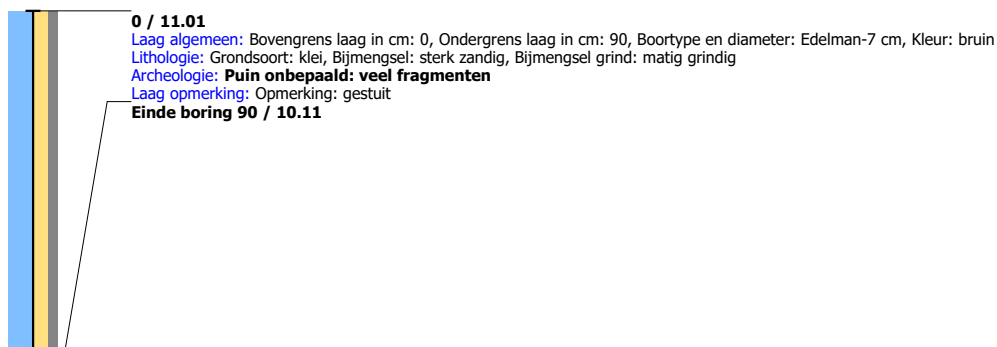 0 / 11.01
Laag algemeen: Bovengrens laag in cm: 0, Ondergrens laag in cm: 90, Boortype en diameter: Edelman-7 cm, Kleur: bruin
Lithologie: Grondsoort: klei, Bijmengsel: sterk zandig, Bijmengsel grind: matig grindig
Archeologie: Puin onbepaald: veel fragmenten
Laag opmerking: Opmerking: gestuit
Einde boring 90 / 10.11